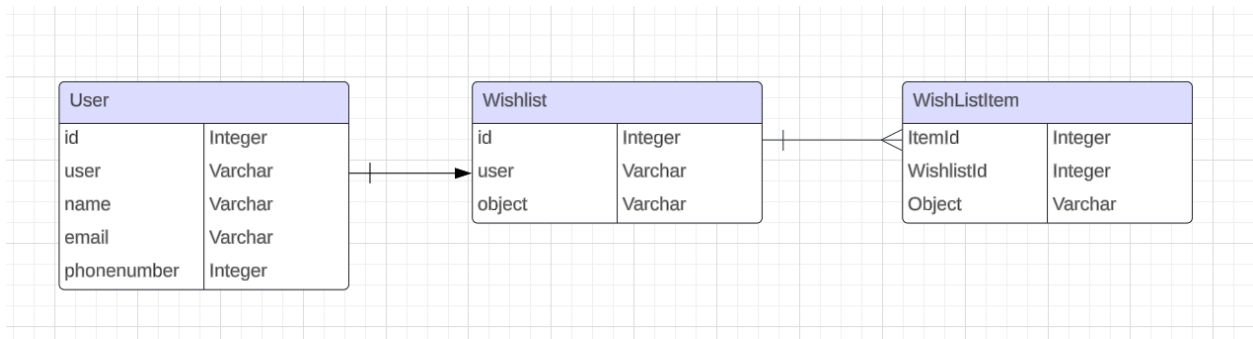 User
id Integer
user Varchar
name Varchar
email Varchar
phonenumber Integer
Wishlist
id Integer
user Varchar
object Varchar
WishListItem
ItemId Integer
WishlistId Integer
Object Varchar